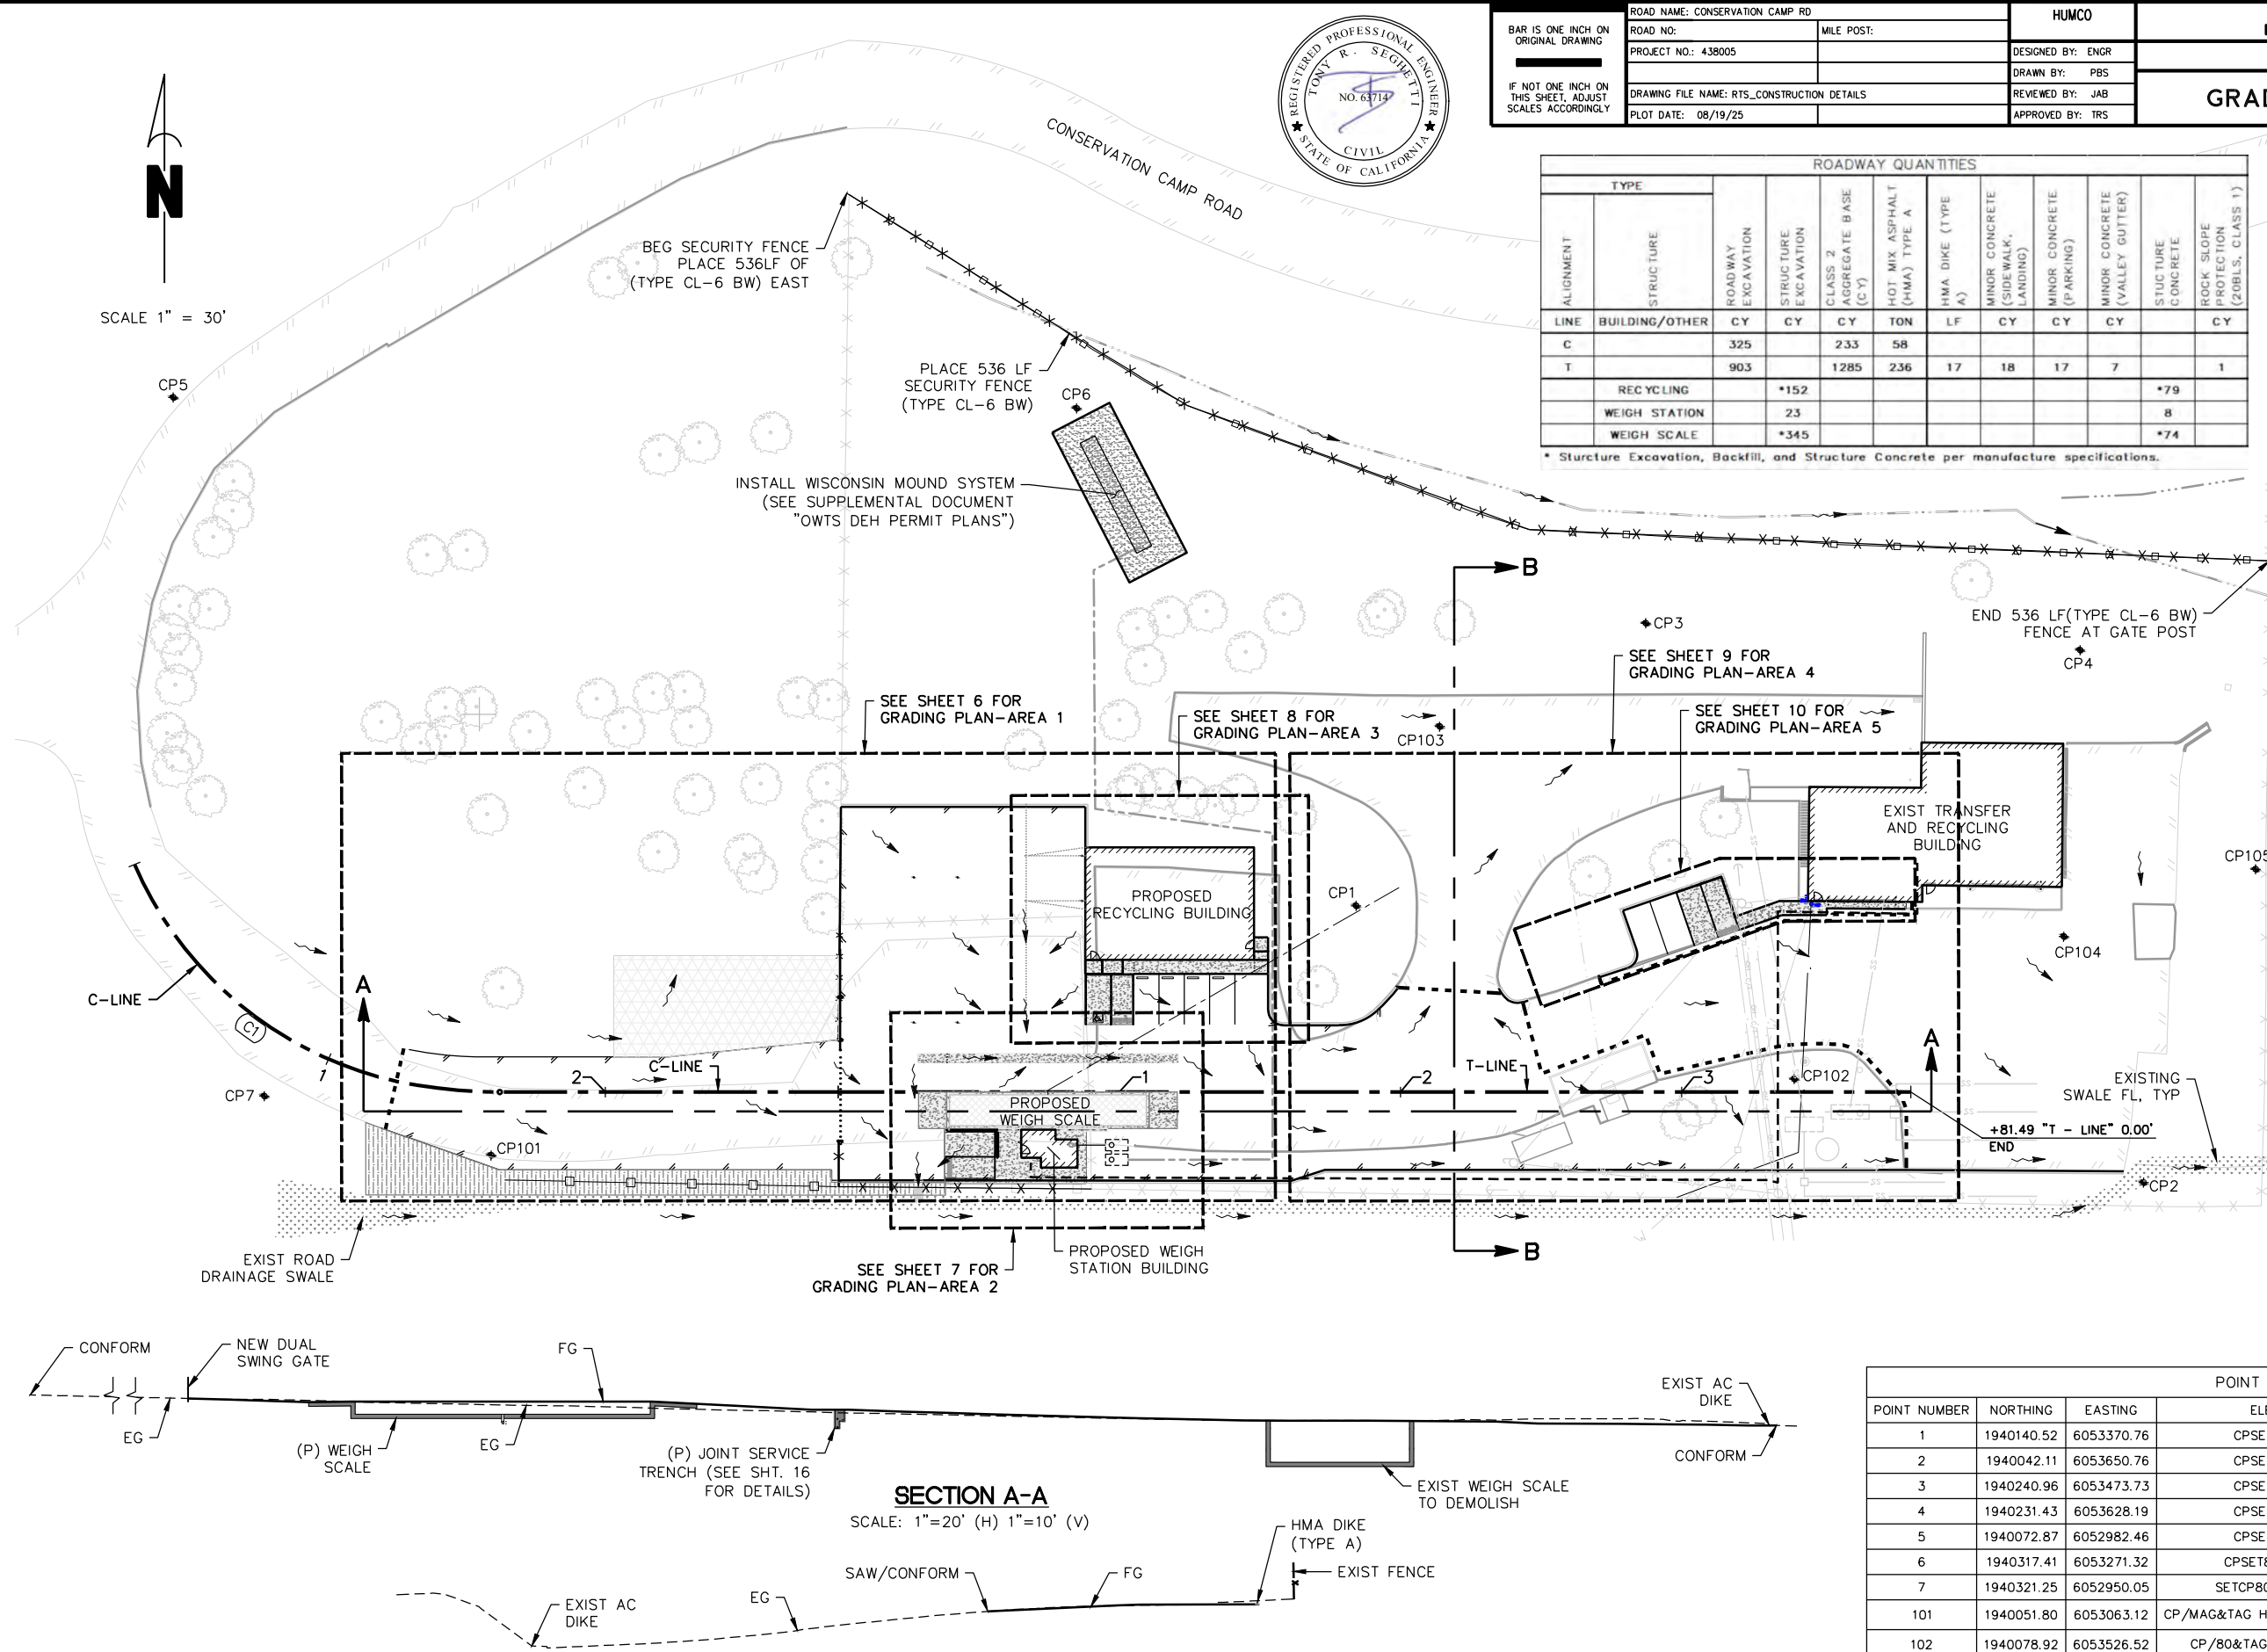 BAR IS ONE INCH ON
ORIGINAL DRAWING
IF NOT ONE INCH ON
THIS SHEET, ADJUST
SCALES ACCORDINGLY
ROAD NAME: CONSERVATION CAMP RD
ROAD NO: MILE POST:
PROJECT NO.: 438005
DRAWING FILE NAME: RTS_CONSTRUCTION DETAILS
PLOT DATE: 08/19/25
HUMCO
DESIGNED BY: ENGR
DRAWN BY: PBS
REVIEWED BY: JAB
APPROVED BY: TRS
GRAD
REGISTERED PROFESSIONAL ENGINEER
TONY R. SEGHETTI
NO. 63714
CIVIL
STATE OF CALIFORNIA
N
SCALE 1" = 30'
CONSERVATION CAMP ROAD
ROADWAY QUANTITIES
TYPE
ALIGNMENT
STRUCTURE
ROADWAY EXCAVATION
STRUCTURE EXCAVATION
CLASS 2 AGGREGATE BASE (CY)
HOT MIX ASPHALT (HMA) TYPE A
HMA DIKE (TYPE A)
MINOR CONCRETE (SIDEWALK, LANDING)
MINOR CONCRETE (PARKING)
MINOR CONCRETE (VALLEY GUTTER)
STUCTURE CONCRETE
ROCK SLOPE PROTECTION (20BLS, CLASS 1)
LINE BUILDING/OTHER CY CY CY TON LF CY CY CY CY
C 325 233 58
T 903 1285 236 17 18 17 7 1
RECYCLING *152 *79
WEIGH STATION 23 8
WEIGH SCALE *345 *74
* Sturcture Excavation, Backfill, and Structure Concrete per manufacture specifications.
BEG SECURITY FENCE
PLACE 536LF OF
(TYPE CL-6 BW) EAST
PLACE 536 LF
SECURITY FENCE
(TYPE CL-6 BW)
CP5
CP6
INSTALL WISCONSIN MOUND SYSTEM
(SEE SUPPLEMENTAL DOCUMENT
"OWTS DEH PERMIT PLANS")
B
END 536 LF(TYPE CL-6 BW)
FENCE AT GATE POST
CP3
CP4
SEE SHEET 9 FOR
GRADING PLAN-AREA 4
SEE SHEET 6 FOR
GRADING PLAN-AREA 1
SEE SHEET 8 FOR
GRADING PLAN-AREA 3
SEE SHEET 10 FOR
GRADING PLAN-AREA 5
CP103
EXIST TRANSFER
AND RECYCLING
BUILDING
CP105
PROPOSED
RECYCLING BUILDING
CP1
CP104
C-LINE
C1
A
1
2
C-LINE
1
2
T-LINE
3
A
CP7
CP102
EXISTING
SWALE FL, TYP
PROPOSED
WEIGH SCALE
CP101
+81.49 "T - LINE" 0.00'
END
CP2
EXIST ROAD
DRAINAGE SWALE
SEE SHEET 7 FOR
GRADING PLAN-AREA 2
PROPOSED WEIGH
STATION BUILDING
B
CONFORM
NEW DUAL
SWING GATE
FG
EG
(P) WEIGH
SCALE
EG
(P) JOINT SERVICE
TRENCH (SEE SHT. 16
FOR DETAILS)
EXIST AC
DIKE
CONFORM
EXIST WEIGH SCALE
TO DEMOLISH
SECTION A-A
SCALE: 1"=20' (H) 1"=10' (V)
EXIST AC
DIKE
EG
SAW/CONFORM
FG
HMA DIKE
(TYPE A)
EXIST FENCE
POINT
POINT NUMBER NORTHING EASTING ELE
1 1940140.52 6053370.76 CPSE
2 1940042.11 6053650.76 CPSE
3 1940240.96 6053473.73 CPSE
4 1940231.43 6053628.19 CPSE
5 1940072.87 6052982.46 CPSE
6 1940317.41 6053271.32 CPSET
7 1940321.25 6052950.05 SETCP80
101 1940051.80 6053063.12 CP/MAG&TAG H
102 1940078.92 6053526.52 CP/80&TAG